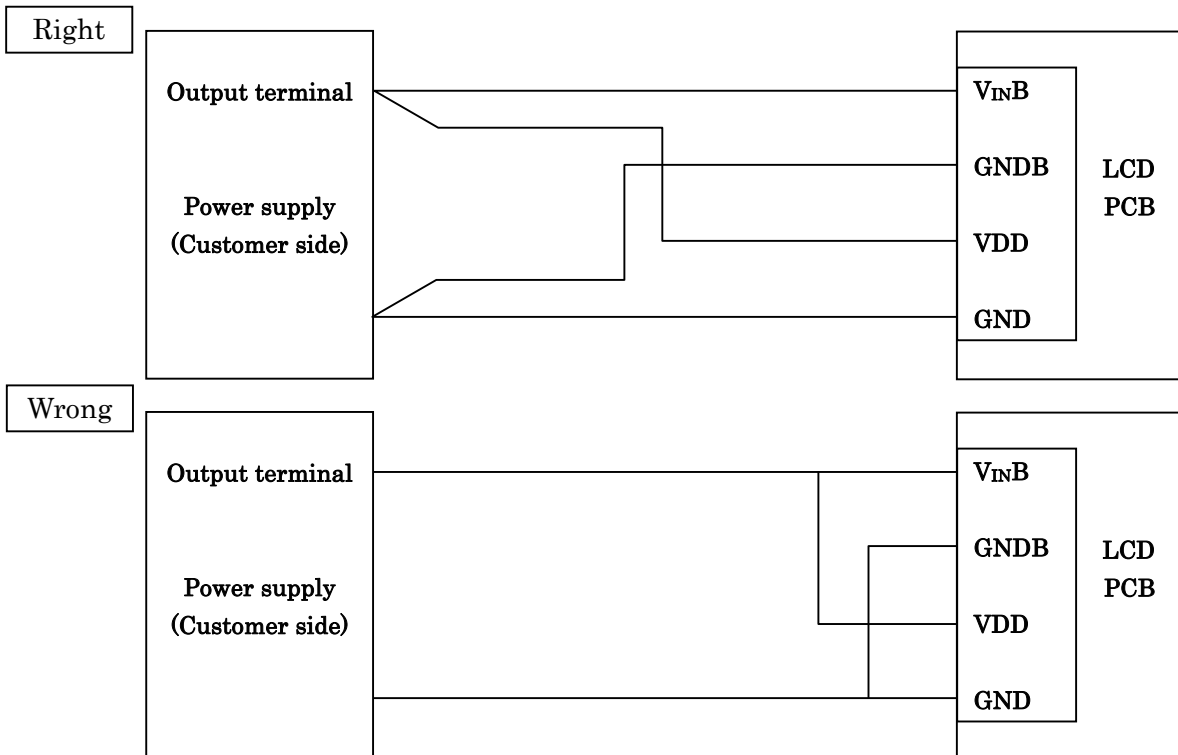 Right
Output terminal
Power supply
(Customer side)
VINB
GNDB
VDD
GND
LCD
PCB
Wrong
Output terminal
Power supply
(Customer side)
VINB
GNDB
VDD
GND
LCD
PCB